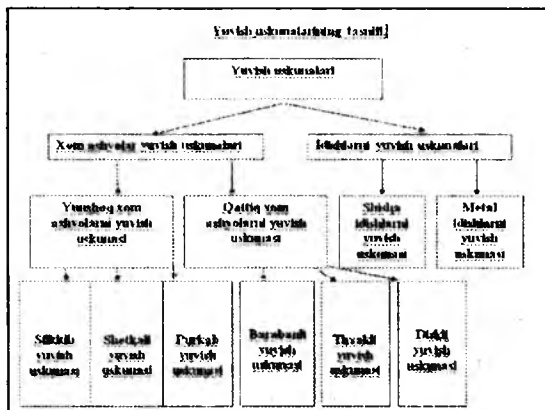 Yuvish uskunalarining tasnifi
Yuvish uskunalari
Xom ashyolar yuvish uskunalari
Idishlarni yuvish uskunalari
Yumshoq xom
ashyolarni yuvish
uskunasi
Qattiq xom
ashyolarni yuvish
uskunasi
Shisha
idishlarni
yuvish
uskunasi
Metal
idishlarni
yuvish
uskunasi
Silkitib
yuvish
uskunasi
Shetkali
yuvish
uskunasi
Purkab
yuvish
uskunasi
Barabanli
yuvish
uskunasi
yuvish
uskunasi
Diskli
yuvish
uskunasi